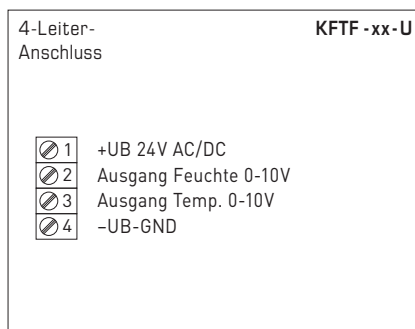 4-Leiter-
Anschluss
KFTF-xx-U
1 +UB 24V AC/DC
2 Ausgang Feuchte 0-10V
3 Ausgang Temp. 0-10V
4 –UB-GND